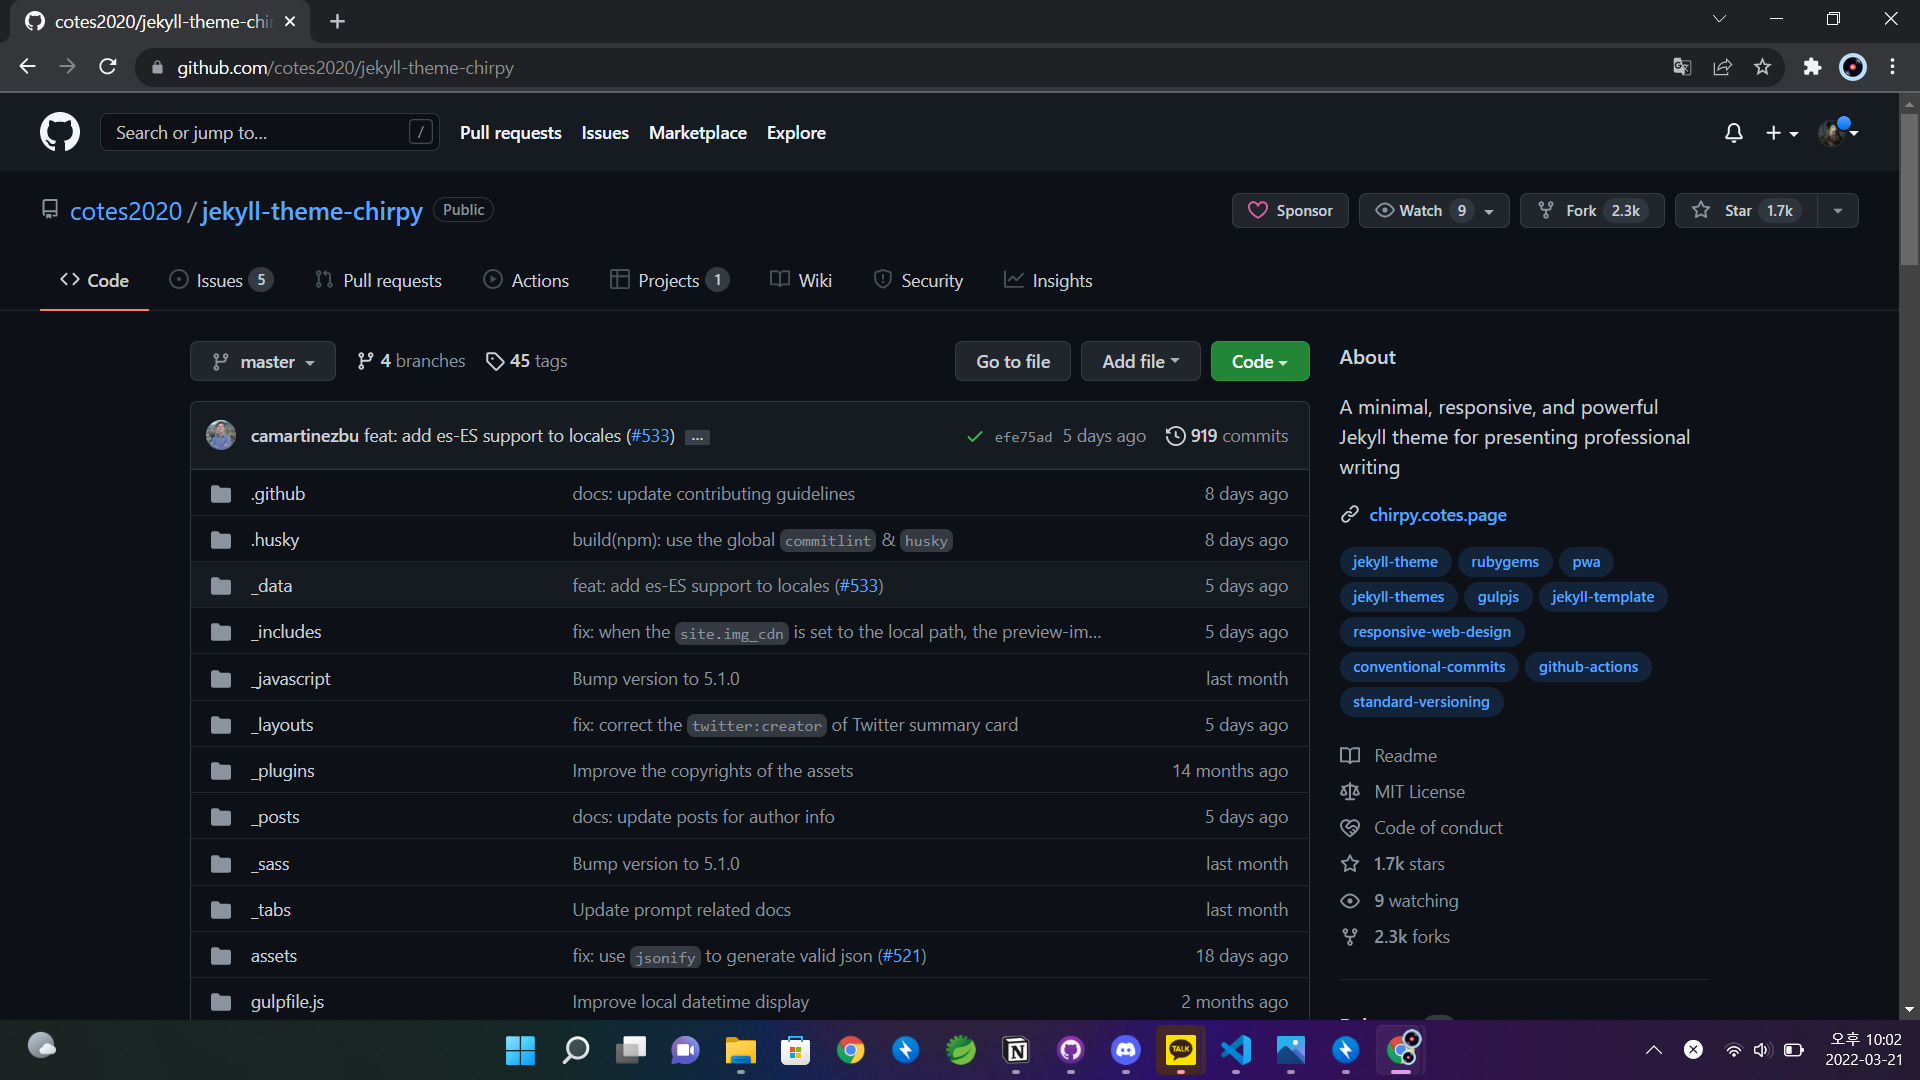 cotes2020/jekyll-theme-chi
github.com/cotes2020/jekyll-theme-chirpy
Search or jump to... /
Pull requests Issues Marketplace Explore
cotes2020 / jekyll-theme-chirpy Public
Sponsor Watch 9 Fork 2.3k Star 1.7k
Code Issues 5 Pull requests Actions Projects 1 Wiki Security Insights
master 4 branches 45 tags Go to file Add file Code
camartinezbu feat: add es-ES support to locales (#533) ... efe75ad 5 days ago 919 commits
.github docs: update contributing guidelines 8 days ago
.husky build(npm): use the global commitlint & husky 8 days ago
_data feat: add es-ES support to locales (#533) 5 days ago
_includes fix: when the site.img_cdn is set to the local path, the preview-im... 5 days ago
_javascript Bump version to 5.1.0 last month
_layouts fix: correct the twitter:creator of Twitter summary card 5 days ago
_plugins Improve the copyrights of the assets 14 months ago
_posts docs: update posts for author info 5 days ago
_sass Bump version to 5.1.0 last month
_tabs Update prompt related docs last month
assets fix: use jsonify to generate valid json (#521) 18 days ago
gulpfile.js Improve local datetime display 2 months ago
About
A minimal, responsive, and powerful
Jekyll theme for presenting professional
writing
chirpy.cotes.page
jekyll-theme rubygems pwa
jekyll-themes gulpjs jekyll-template
responsive-web-design
conventional-commits github-actions
standard-versioning
Readme
MIT License
Code of conduct
1.7k stars
9 watching
2.3k forks
TALK
오후 10:02
2022-03-21